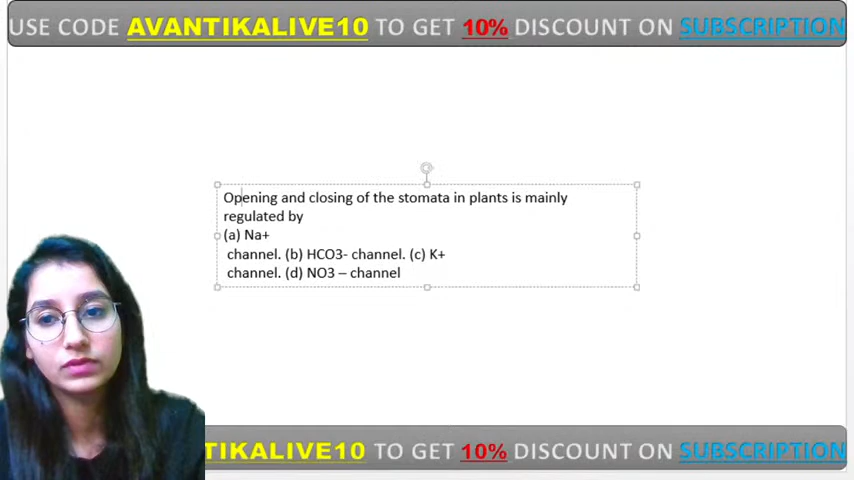 USE CODE AVANTIKALIVE10 TO GET 10% DISCOUNT ON SUBSCRIPTION
Opening and closing of the stomata in plants is mainly
regulated by
(a) Na+
channel. (b) HCO3- channel. (c) K+
channel. (d) NO3 – channel
TIKALIVE10 TO GET 10% DISCOUNT ON SUBSCRIPTION